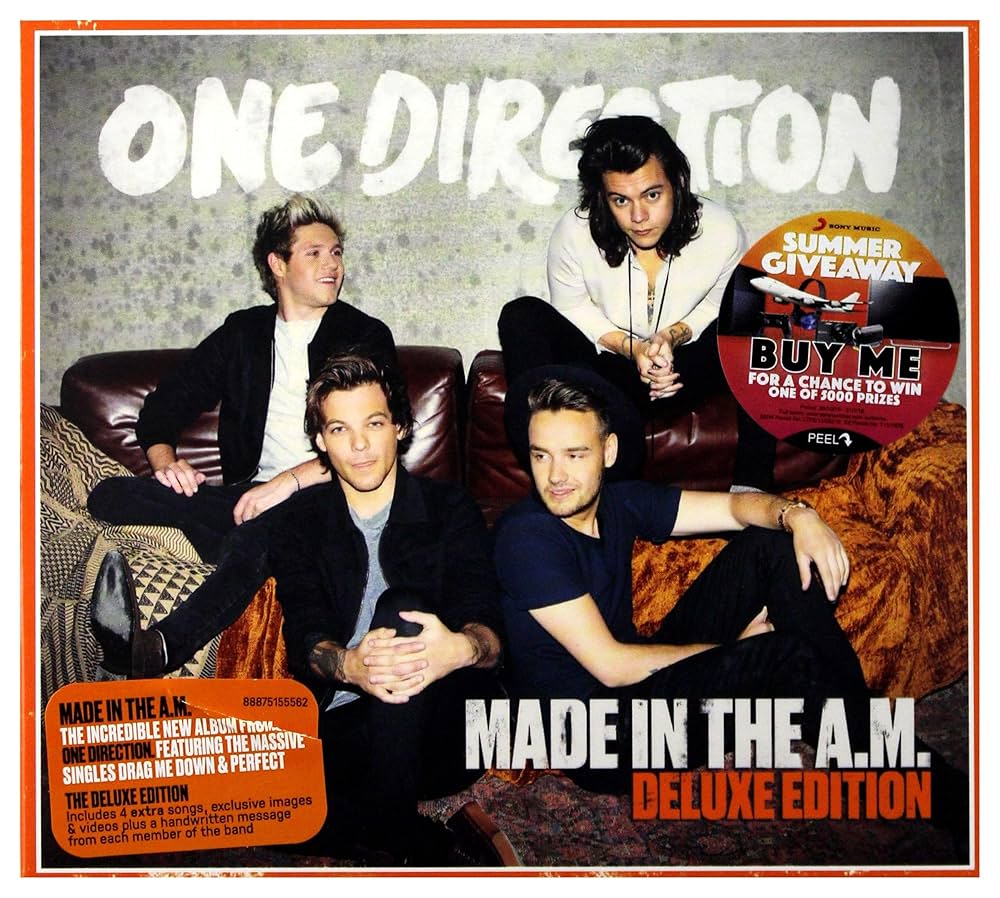 ONE DIRECTION
SONY MUSIC
SUMMER
GIVEAWAY
BUY ME
FOR A CHANCE TO WIN
ONE OF 5000 PRIZES
PEEL
MADE IN THE A.M.
88875155562
THE INCREDIBLE NEW ALBUM FROM
ONE DIRECTION. FEATURING THE MASSIVE
SINGLES DRAG ME DOWN & PERFECT
THE DELUXE EDITION
Includes 4 extra songs, exclusive images
& videos plus a handwritten message
from each member of the band
MADE IN THE A.M.
DELUXE EDITION